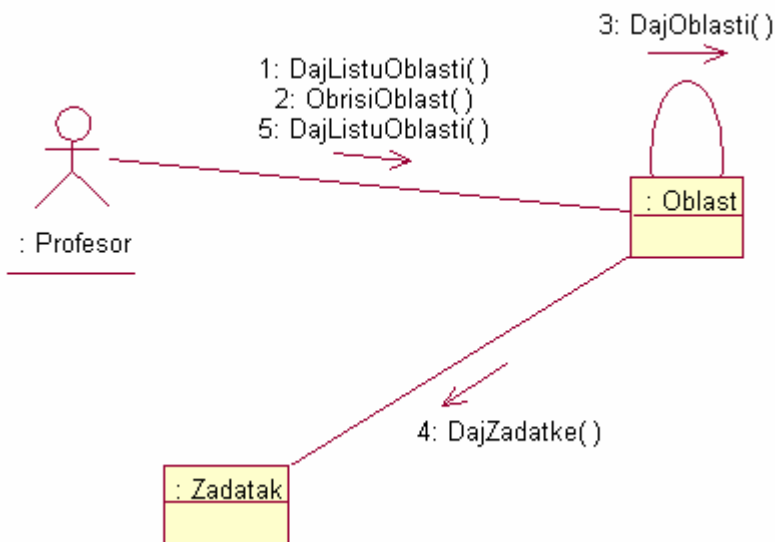 3: DajOblasti( )
1: DajListuOblasti( )
2: ObrisiOblast( )
5: DajListuOblasti( )
: Oblast
: Profesor
4: DajZadatke( )
: Zadatak